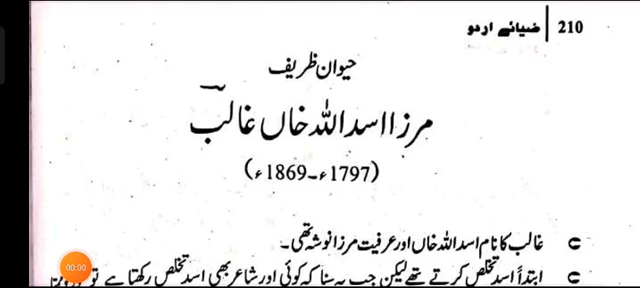 210 | ضیائے اردو
حیوان ظریف
مرزا اسد اللہ خاں غالب
(1797ء-1869ء)
غالب کا نام اسد اللہ خاں اور عرفیت مرزا نوشہ تھی۔
ابتداً اسد تخلص کرتے تھے لیکن جب یہ سنا کہ کوئی اور شاعر بھی اسد تخلص رکھتا ہے تو
00:00